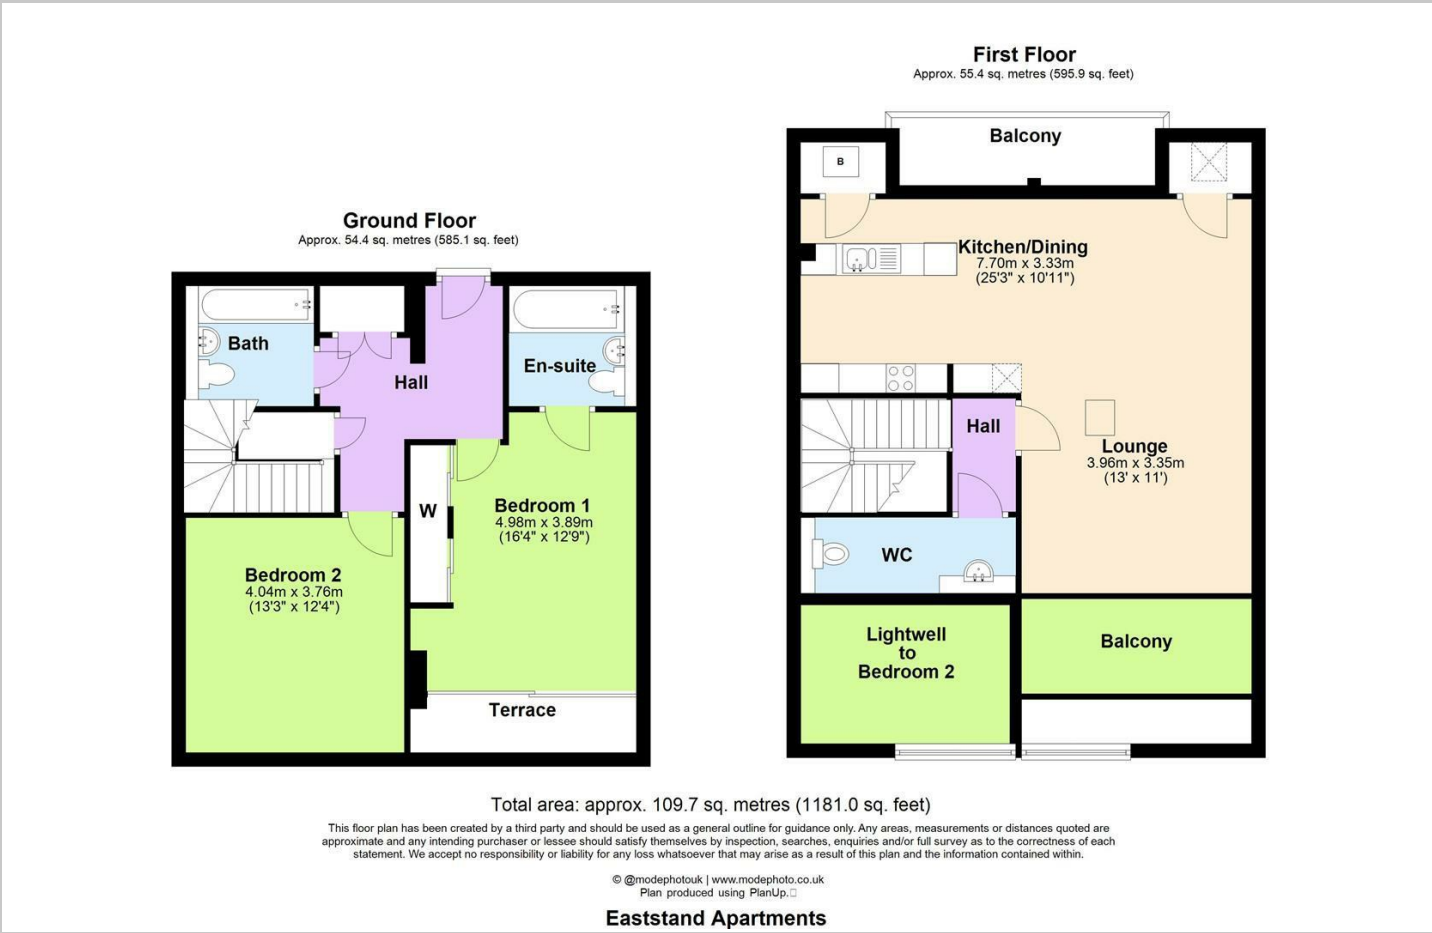 First Floor
Approx. 55.4 sq. metres (595.9 sq. feet)
Balcony
B
Kitchen/Dining
7.70m x 3.33m
(25'3" x 10'11")
Hall
Lounge
3.96m x 3.35m
(13' x 11')
WC
Lightwell
to
Bedroom 2
Balcony
Ground Floor
Approx. 54.4 sq. metres (585.1 sq. feet)
Bath
Hall
En-suite
W
Bedroom 1
4.98m x 3.89m
(16'4" x 12'9")
Bedroom 2
4.04m x 3.76m
(13'3" x 12'4")
Terrace
Total area: approx. 109.7 sq. metres (1181.0 sq. feet)
This floor plan has been created by a third party and should be used as a general outline for guidance only. Any areas, measurements or distances quoted are
approximate and any intending purchaser or lessee should satisfy themselves by inspection, searches, enquiries and/or full survey as to the correctness of each
statement. We accept no responsibility or liability for any loss whatsoever that may arise as a result of this plan and the information contained within.
© @modephotouk | www.modephoto.co.uk
Plan produced using PlanUp.
Eaststand Apartments